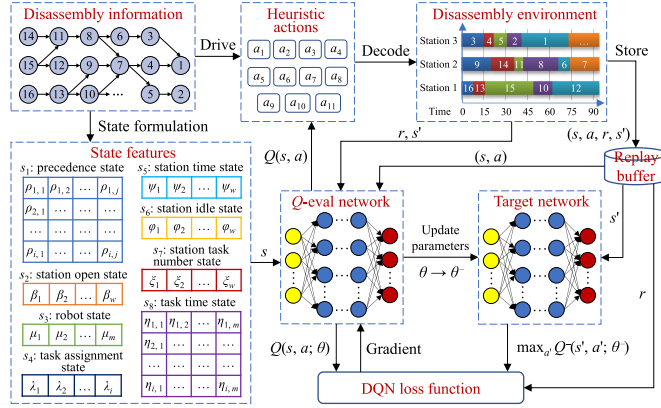 Disassembly information
14 11 8 6 3
15 12 9 7 4 1
16 13 10 ... 5 2
Drive
Heuristic actions
a1 a2 a3 a4
a5 a6 a7 a8
a9 a10 a11
Decode
Disassembly environment
Station 3 3 4 5 2 1 ...
Station 2 9 14 11 8 6 7
Station 1 16 13 15 10 12
Time 0 15 30 45 60 75 90
Store
State formulation
Q(s, a)
r, s′
(s, a)
(s, a, r, s′)
Replay buffer
State features
s1: precedence state
ρ1, 1 ρ1, 2 … ρ1, j
ρ2, 1 … … …
… … … …
ρi, 1 … … ρi, j
s2: station open state
β1 β2 … βw
s3: robot state
μ1 μ2 … μm
s4: task assignment state
λ1 λ2 … λi
s5: station time state
ψ1 ψ2 … ψw
s6: station idle state
φ1 φ2 … φw
s7: station task number state
ξ1 ξ2 … ξw
s8: task time state
η1, 1 η1, 2 … η1, m
η2, 1 … … …
… … … …
ηi, 1 … … ηi, m
s
Q-eval network
Update parameters
θ → θ⁻
Target network
s′
r
Q(s, a; θ)
Gradient
maxa′ Q⁻(s′, a′; θ⁻)
DQN loss function